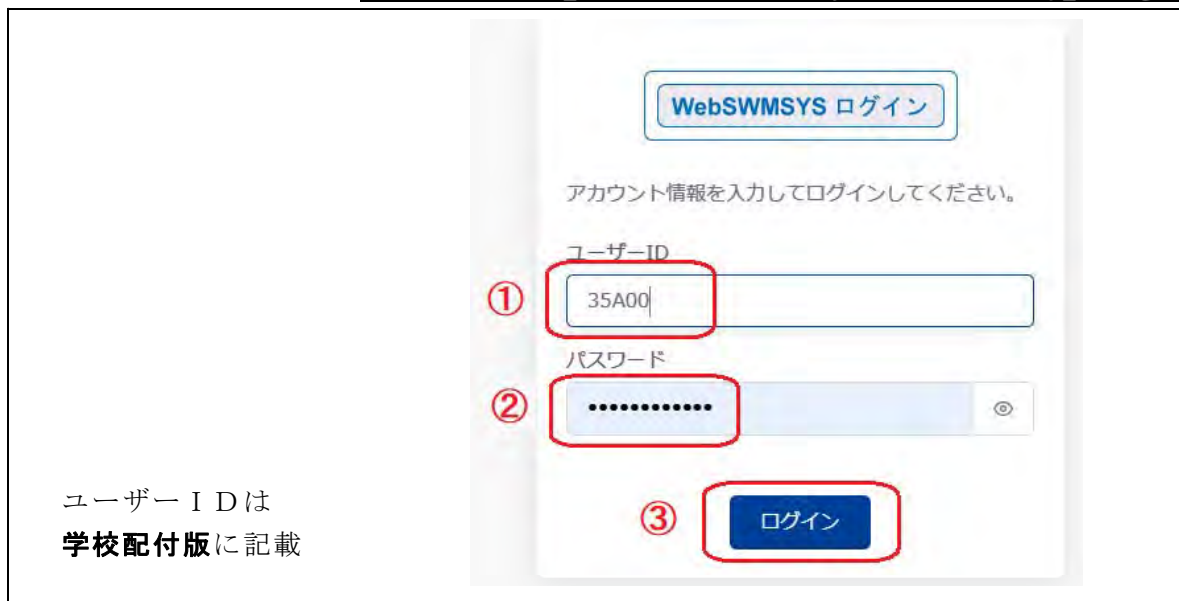 WebSWMSYS ログイン
アカウント情報を入力してログインしてください。
ユーザーID
① 35A00
パスワード
② ••••••••••••
ユーザーＩＤは
学校配付版に記載
③ ログイン